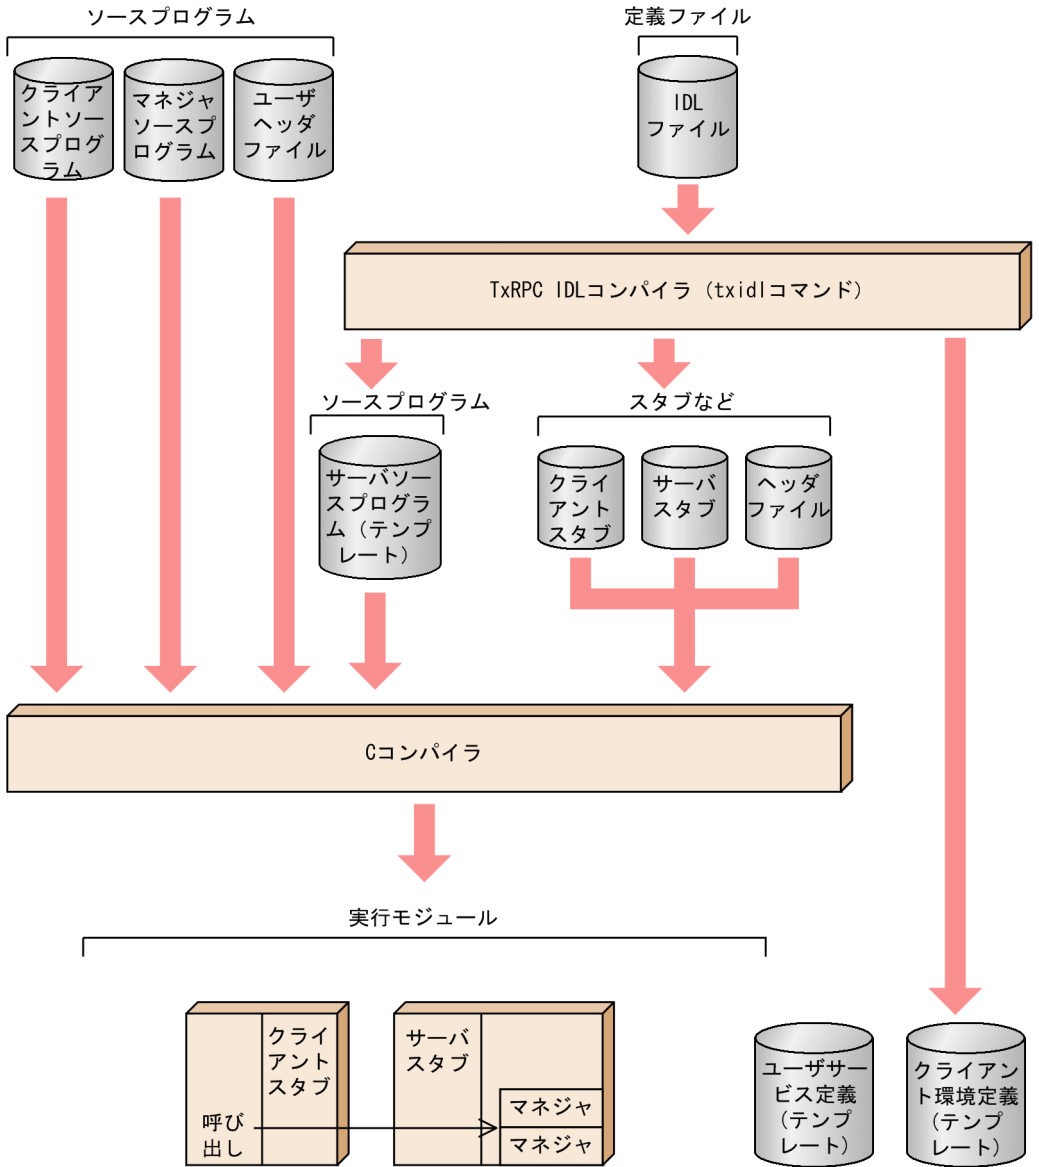 ソースプログラム
定義ファイル
クライア
ントソー
スプログ
ラム
マネジャ
ソースプ
ログラム
ユーザ
ヘッダ
ファイル
IDL
ファイル
TxRPC IDLコンパイラ（txidlコマンド）
ソースプログラム
スタブなど
サーバソー
スプログラ
ム（テンプ
レート）
クライ
アント
スタブ
サーバ
スタブ
ヘッダ
ファイル
Cコンパイラ
実行モジュール
クライ
アント
スタブ
呼び
出し
サーバ
スタブ
マネジャ
マネジャ
ユーザサー
ビス定義
（テンプ
レート）
クライアン
ト環境定義
（テンプ
レート）